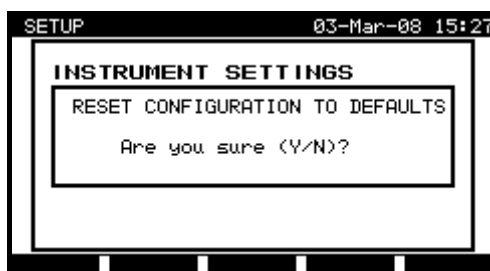 SETUP 03-Mar-08 15:27
INSTRUMENT SETTINGS
RESET CONFIGURATION TO DEFAULTS
Are you sure (Y/N)?